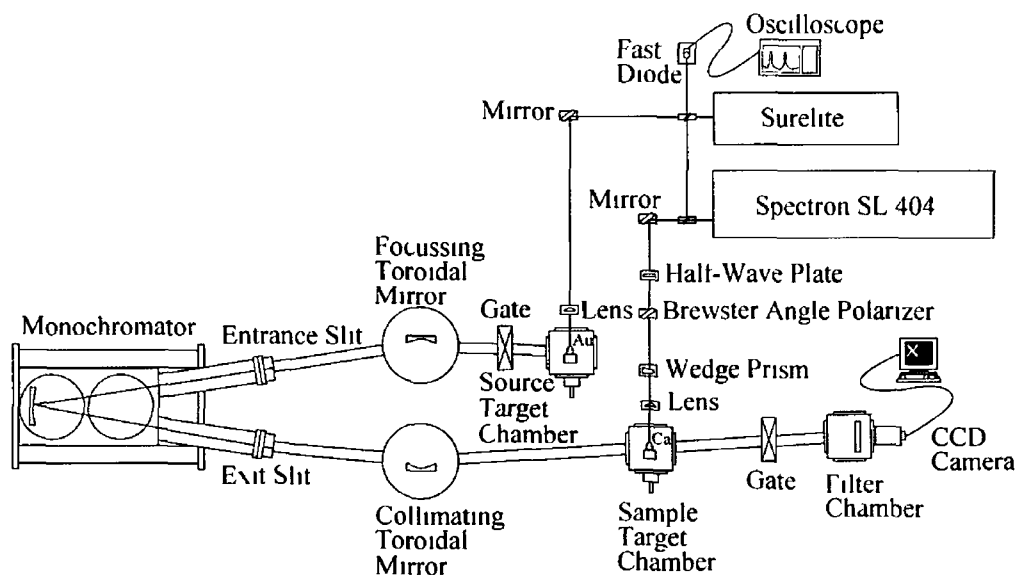 Oscilloscope
Fast
Diode
Mirror
Surelite
Mirror
Spectron SL 404
Focussing
Toroidal
Mirror
Half-Wave Plate
Gate
Lens
Brewster Angle Polarizer
Monochromator
Entrance Slit
Au
Source
Target
Chamber
Wedge Prism
Lens
Ca
Exit Slit
CCD
Camera
Gate
Filter
Chamber
Collimating
Toroidal
Mirror
Sample
Target
Chamber